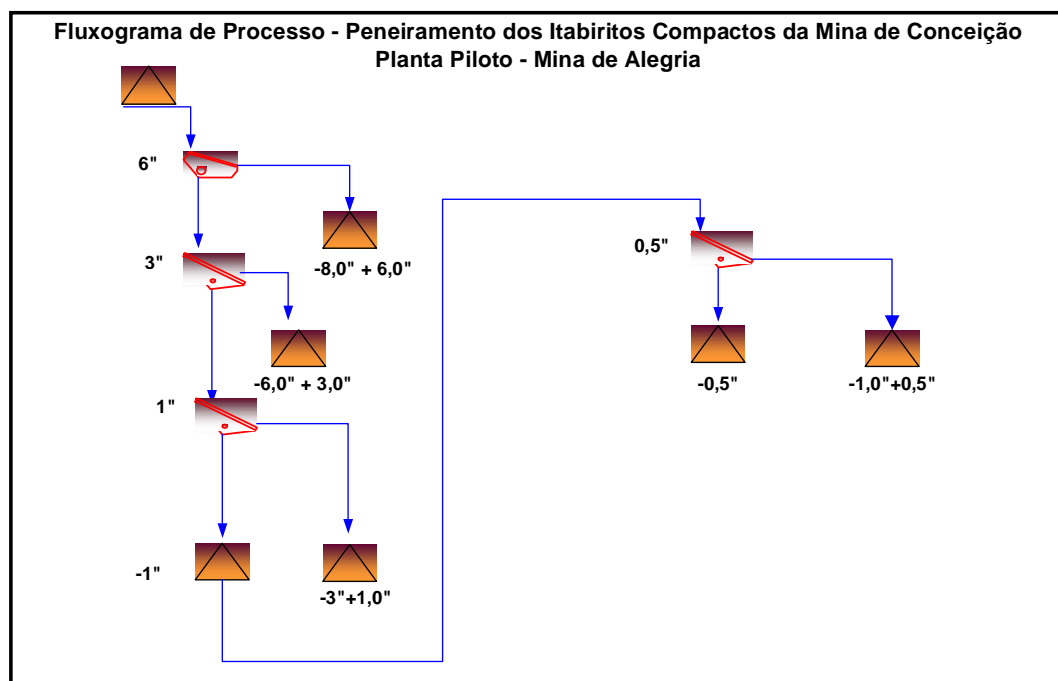 Fluxograma de Processo - Peneiramento dos Itabiritos Compactos da Mina de Conceição
Planta Piloto - Mina de Alegria
6"
-8,0" + 6,0"
3"
-6,0" + 3,0"
1"
-1"
-3"+1,0"
0,5"
-0,5"
-1,0"+0,5"